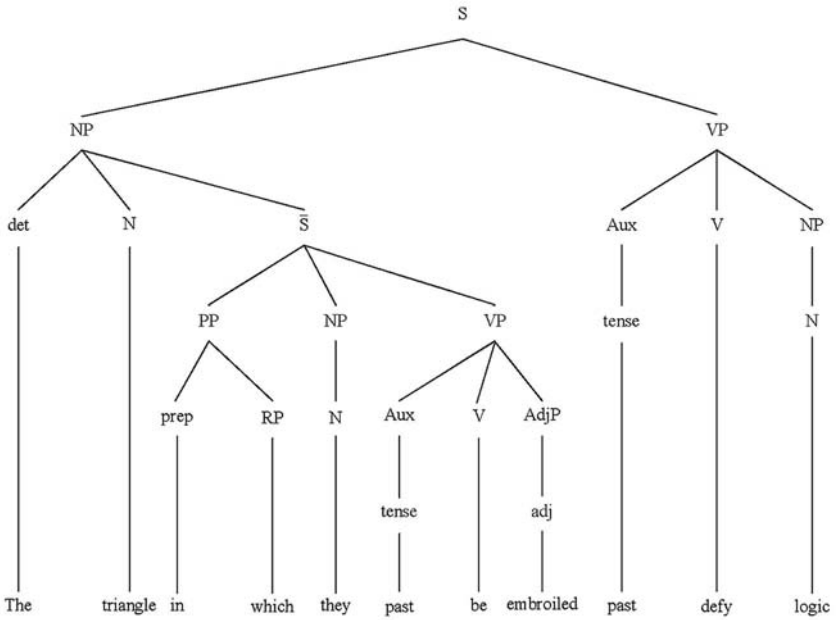 S
NP VP
det N S̄ Aux V NP
PP NP VP tense N
prep RP N Aux V AdjP
tense adj
The triangle in which they past be embroiled past defy logic